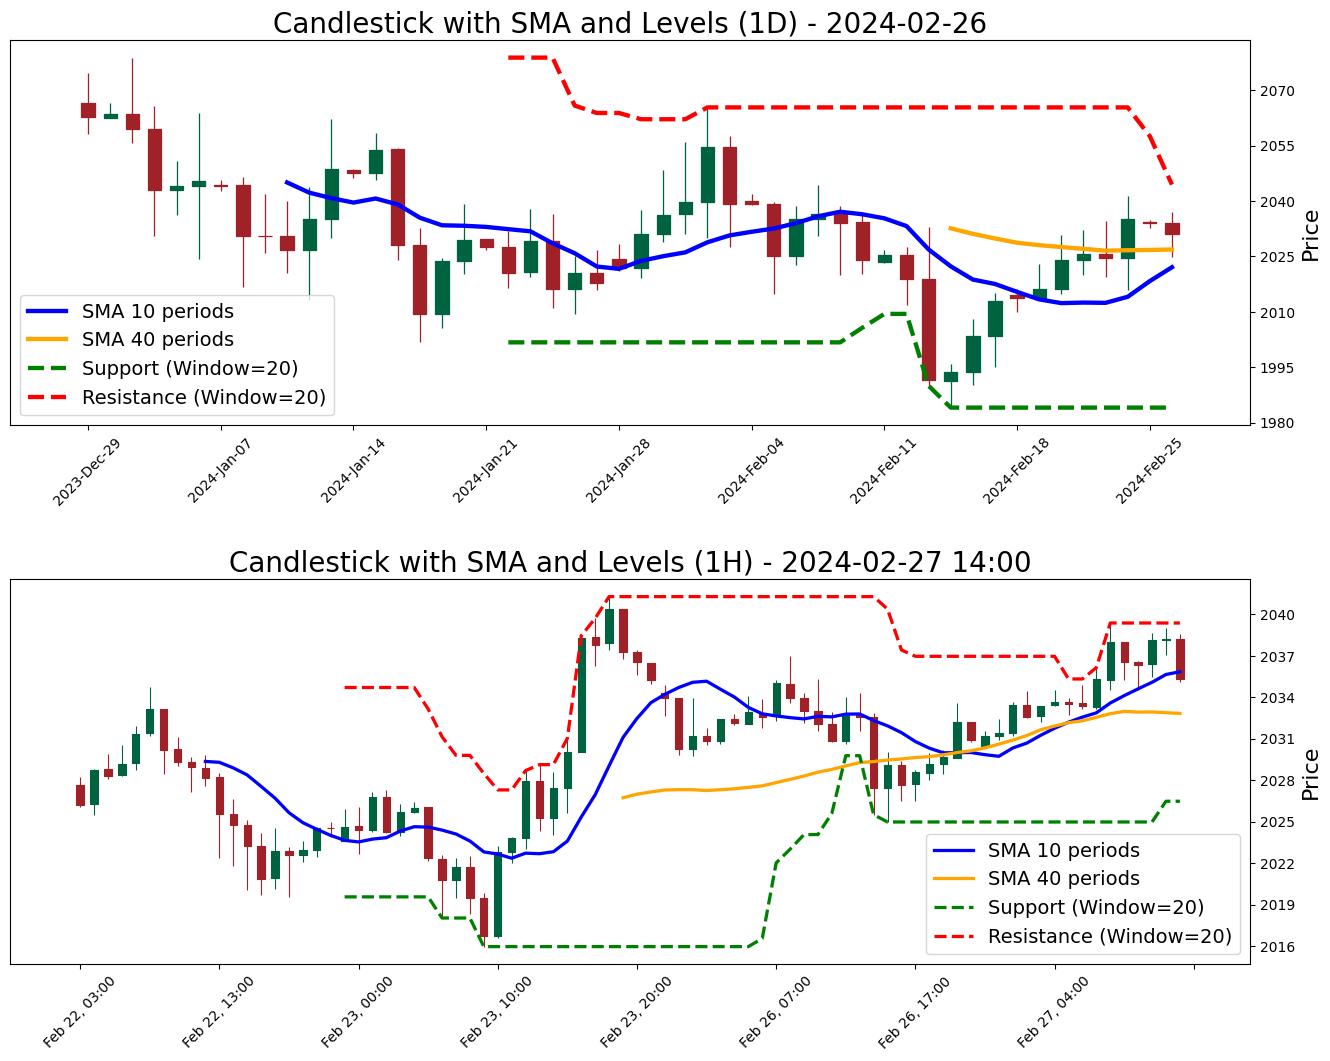 Candlestick with SMA and Levels (1D) - 2024-02-26
2070
2055
2040
2025
2010
1995
1980
Price
SMA 10 periods
SMA 40 periods
Support (Window=20)
Resistance (Window=20)
2023-Dec-29
2024-Jan-07
2024-Jan-14
2024-Jan-21
2024-Jan-28
2024-Feb-04
2024-Feb-11
2024-Feb-18
2024-Feb-25
Candlestick with SMA and Levels (1H) - 2024-02-27 14:00
2040
2037
2034
2031
2028
2025
2022
2019
2016
Price
SMA 10 periods
SMA 40 periods
Support (Window=20)
Resistance (Window=20)
Feb 22, 03:00
Feb 22, 13:00
Feb 23, 00:00
Feb 23, 10:00
Feb 23, 20:00
Feb 26, 07:00
Feb 26, 17:00
Feb 27, 04:00